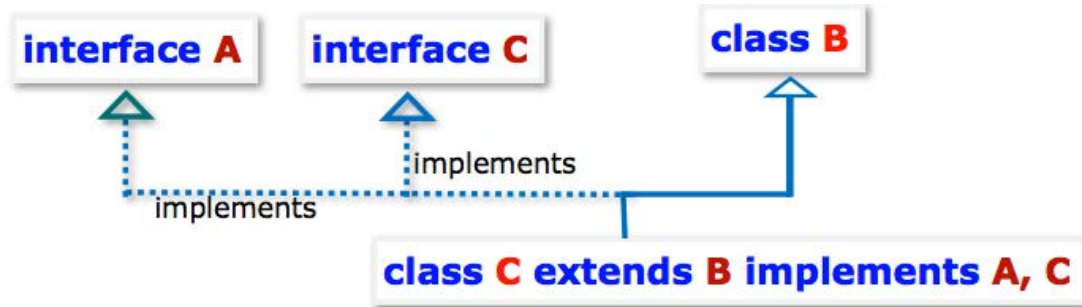 interface A
interface C
class B
implements
implements
class C extends B implements A, C